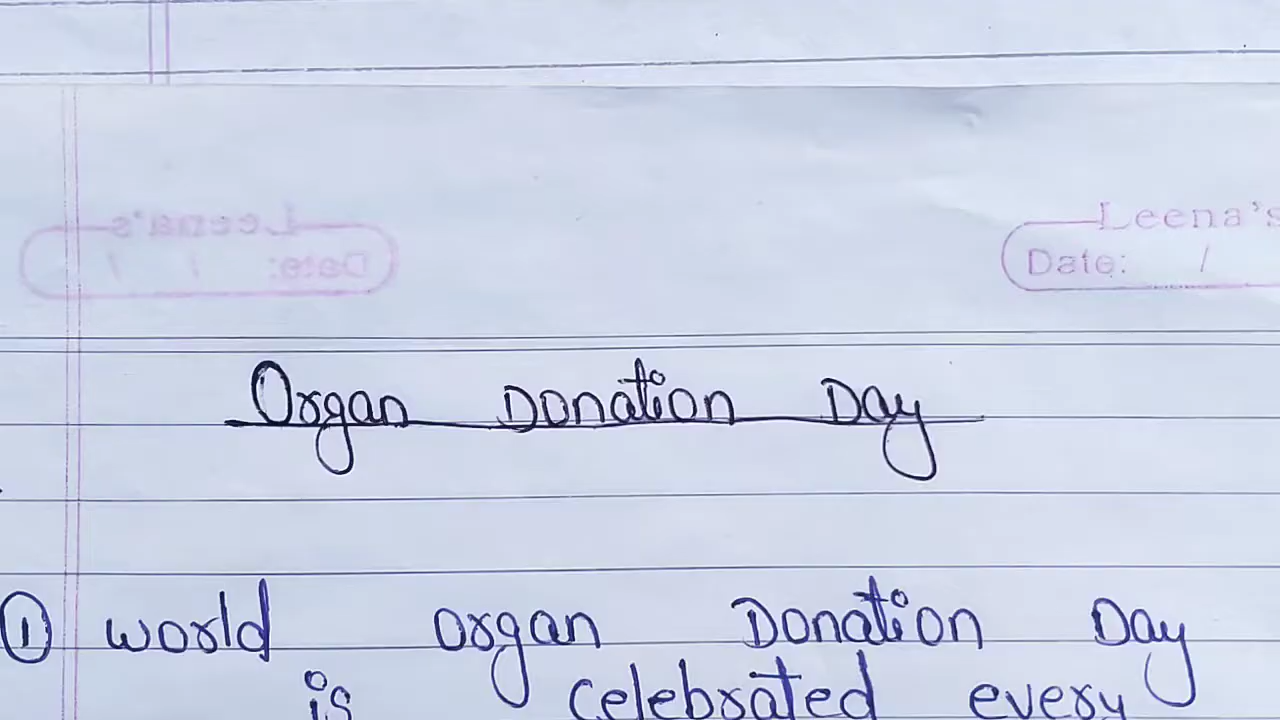 Leena's
Date: /
Organ Donation Day
① World Organ Donation Day
is celebrated every